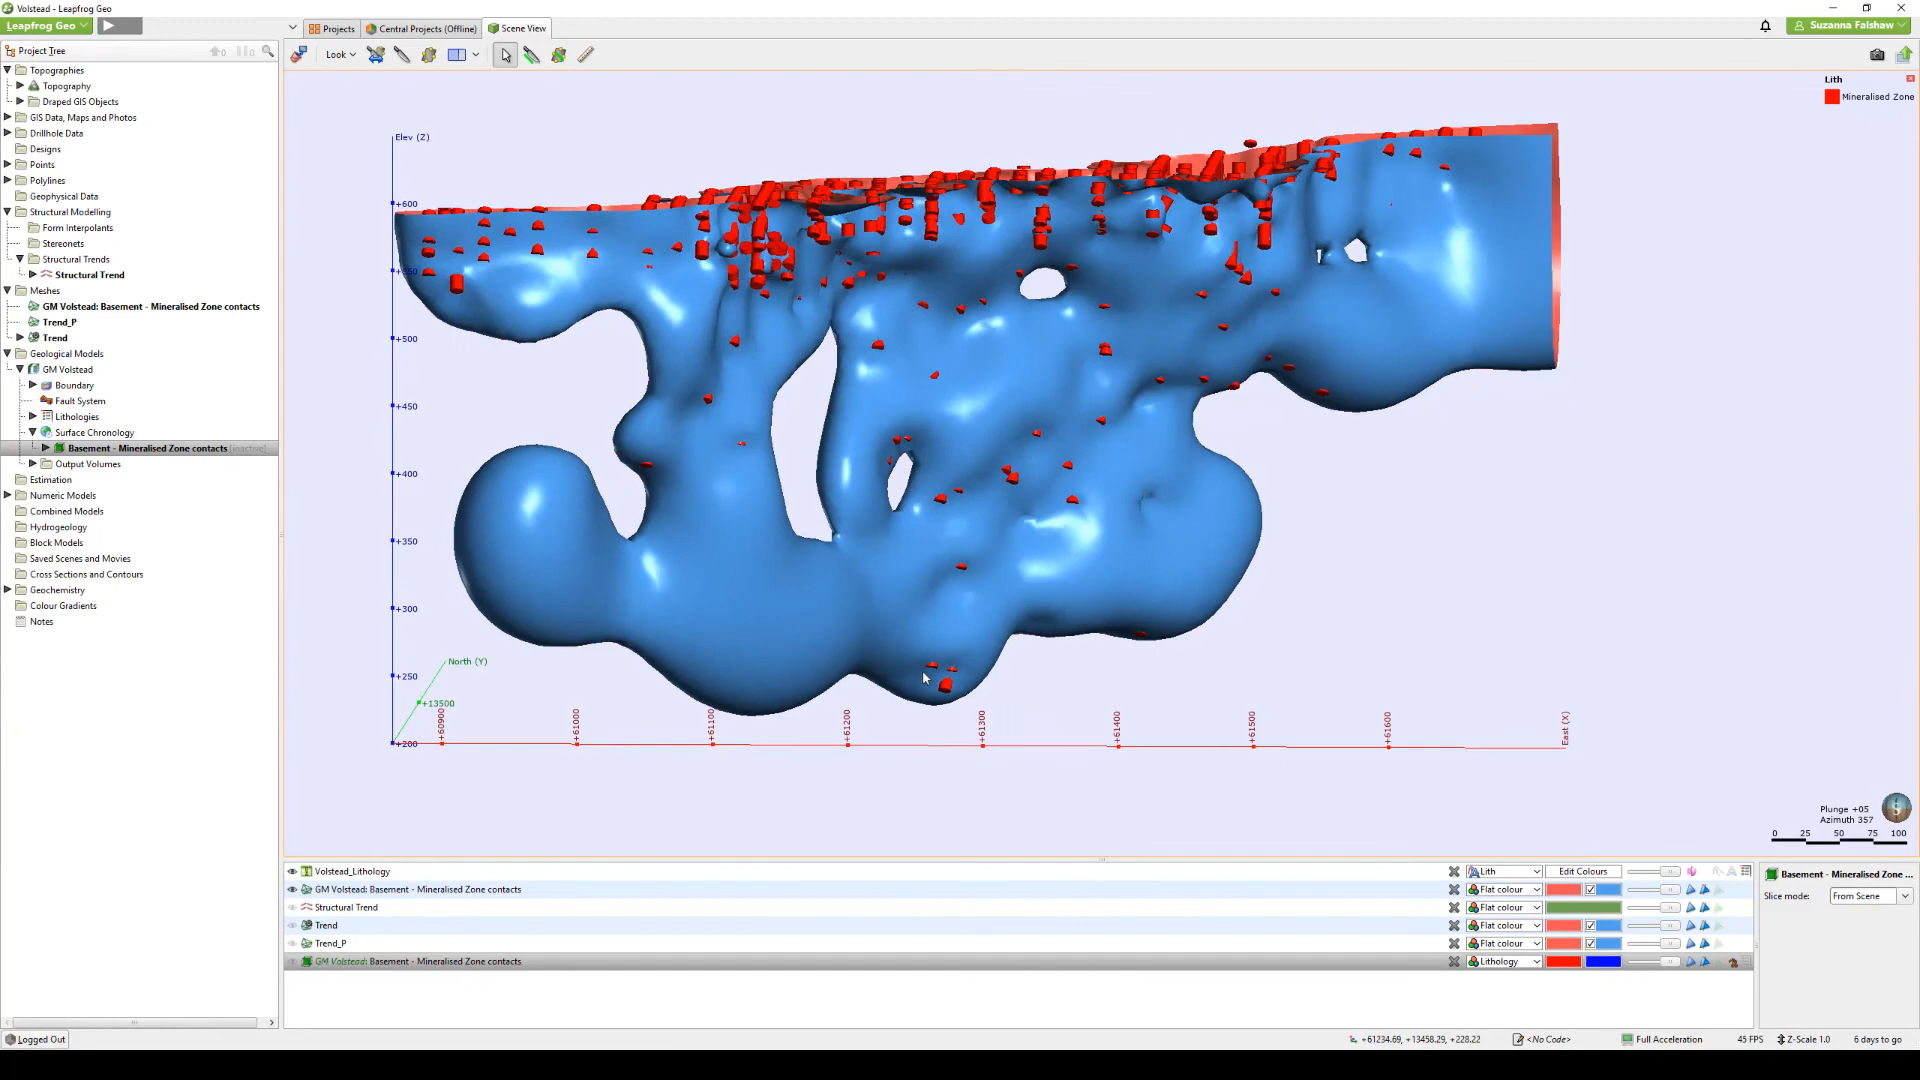 Volstead - Leapfrog Geo
Leapfrog Geo
Projects
Central Projects (Offline)
Scene View
Suzanna Falshaw
Project Tree
Look
Topographies
Topography
Draped GIS Objects
GIS Data, Maps and Photos
Drillhole Data
Designs
Points
Polylines
Geophysical Data
Structural Modelling
Form Interpolants
Stereonets
Structural Trends
Structural Trend
Meshes
GM Volstead: Basement - Mineralised Zone contacts
Trend_P
Trend
Geological Models
GM Volstead
Boundary
Fault System
Lithologies
Surface Chronology
Basement - Mineralised Zone contacts [inactive]
Output Volumes
Estimation
Numeric Models
Combined Models
Hydrogeology
Block Models
Saved Scenes and Movies
Cross Sections and Contours
Geochemistry
Colour Gradients
Notes
Logged Out
Lith
Mineralised Zone
Elev (Z)
+600
+500
+450
+400
+350
+300
+250
+200
North (Y)
+13500
+60900
+61000
+61100
+61200
+61300
+61400
+61500
+61600
East (X)
Plunge +05
Azimuth 357
0 25 50 75 100
Volstead_Lithology
Lith
Edit Colours
GM Volstead: Basement - Mineralised Zone contacts
Flat colour
Structural Trend
Flat colour
Trend
Flat colour
Trend_P
Flat colour
GM Volstead: Basement - Mineralised Zone contacts
Lithology
Basement - Mineralised Zone ...
Slice mode:
From Scene
+61234.69, +13458.29, +228.22
<No Code>
Full Acceleration
45 FPS
Z-Scale 1.0
6 days to go